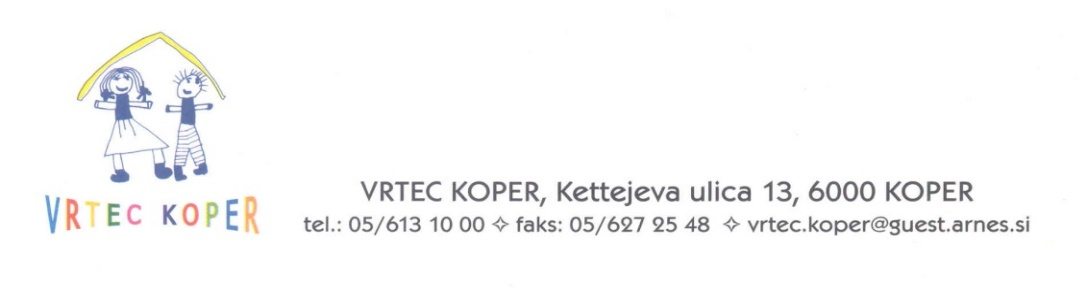 VRTEC KOPER
VRTEC KOPER, Kettejeva ulica 13, 6000 KOPER
tel.: 05/613 10 00 ✧ faks: 05/627 25 48 ✧ vrtec.koper@guest.arnes.si